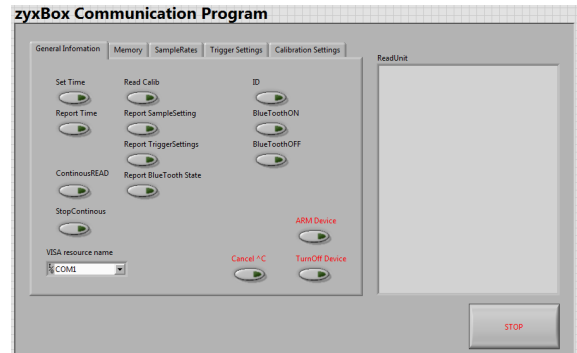 zyxBox Communication Program
General Infomation Memory SampleRates Trigger Settings Calibration Settings
ReadUnit
Set Time Read Calib ID
Report Time Report SampleSetting BlueToothON
Report TriggerSettings BlueToothOFF
ContinousREAD Report BlueTooth State
StopContinous
ARM Device
VISA resource name
Cancel ^C TurnOff Device
COM1
STOP